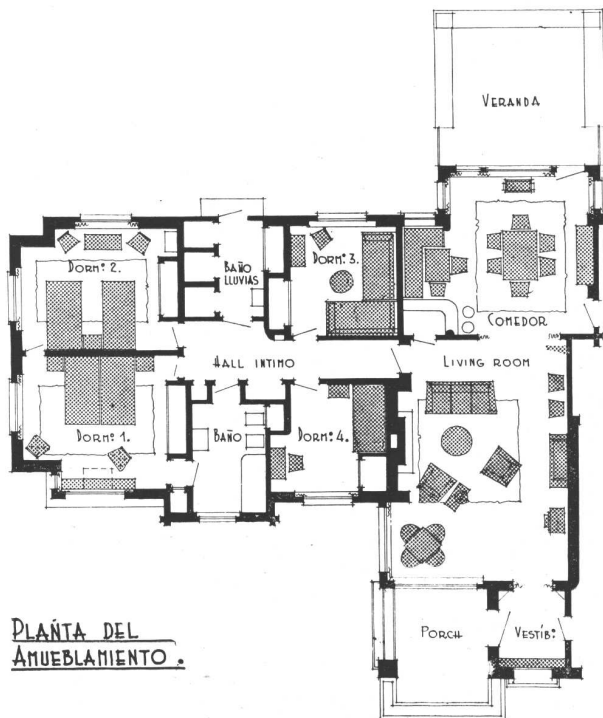 VERANDA
DORMº 2.
BAÑO
LLUVIAS
DORMº 3.
COMEDOR
HALL INTIMO
LIVING ROOM
DORMº 1.
BAÑO
DORMº 4.
PLAÑTA DEL
AMUEBLAMIENTO.
PORCH
VESTIBº